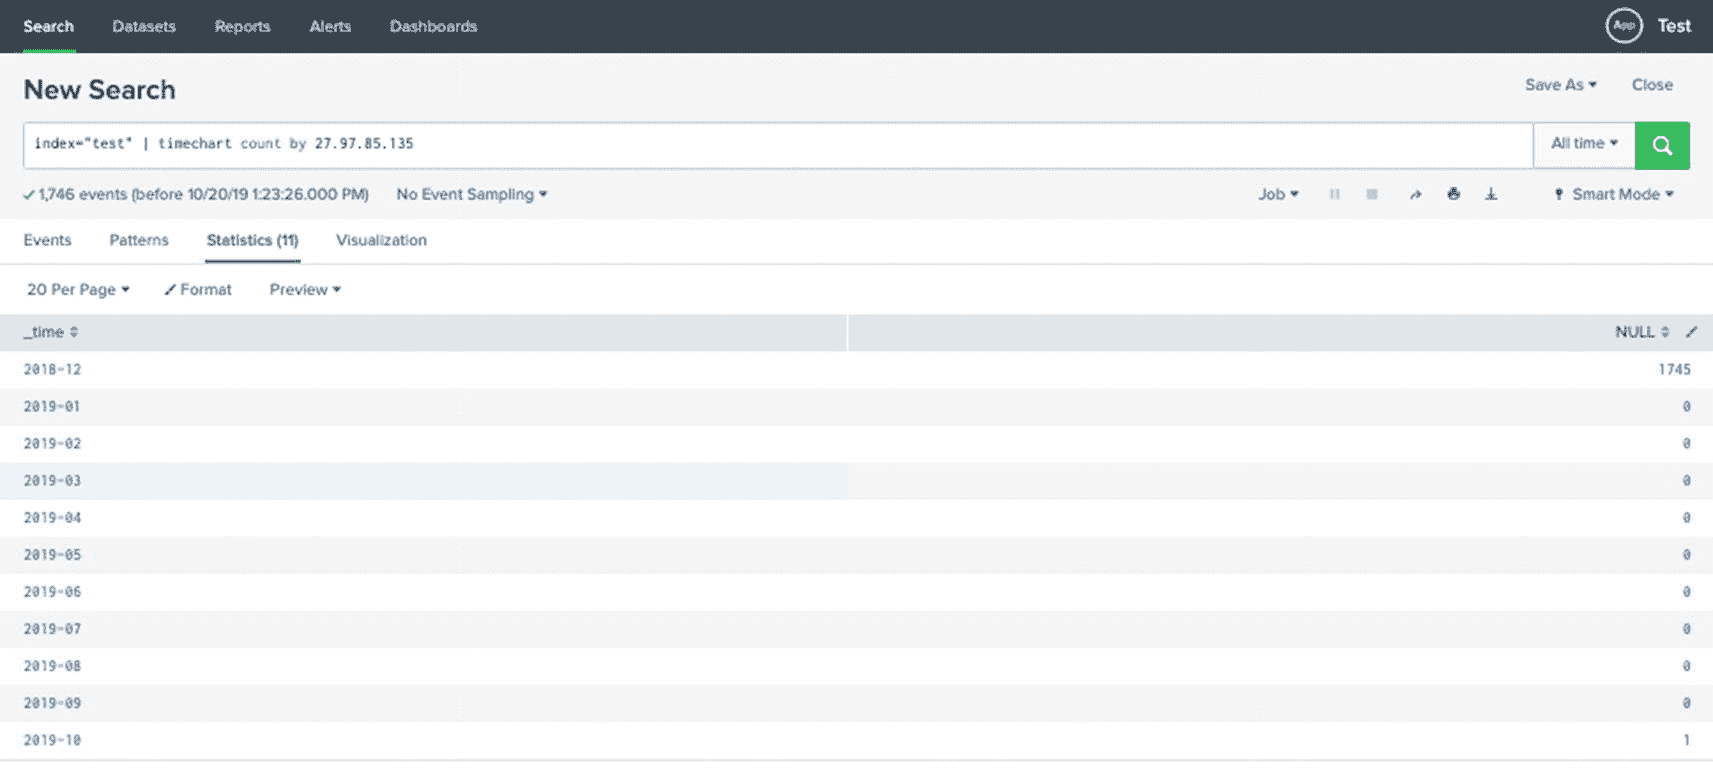 Search Datasets Reports Alerts Dashboards App Test
New Search Save As Close
index="test" | timechart count by 27.97.85.135 All time
1,746 events (before 10/20/19 1:23:26.000 PM) No Event Sampling Job Smart Mode
Events Patterns Statistics (11) Visualization
20 Per Page Format Preview
_time NULL
2018-12 1745
2019-01 0
2019-02 0
2019-03 0
2019-04 0
2019-05 0
2019-06 0
2019-07 0
2019-08 0
2019-09 0
2019-10 1